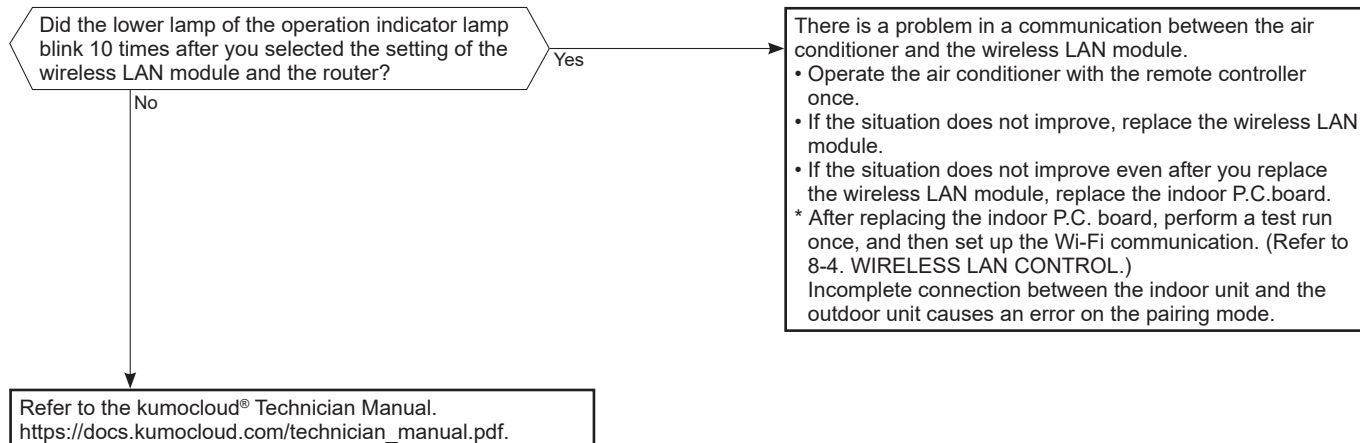 Did the lower lamp of the operation indicator lamp
blink 10 times after you selected the setting of the
wireless LAN module and the router?
Yes
No
There is a problem in a communication between the air
conditioner and the wireless LAN module.
• Operate the air conditioner with the remote controller
once.
• If the situation does not improve, replace the wireless LAN
module.
• If the situation does not improve even after you replace
the wireless LAN module, replace the indoor P.C.board.
* After replacing the indoor P.C. board, perform a test run
once, and then set up the Wi-Fi communication. (Refer to
8-4. WIRELESS LAN CONTROL.)
Incomplete connection between the indoor unit and the
outdoor unit causes an error on the pairing mode.
Refer to the kumocloud® Technician Manual.
https://docs.kumocloud.com/technician_manual.pdf.